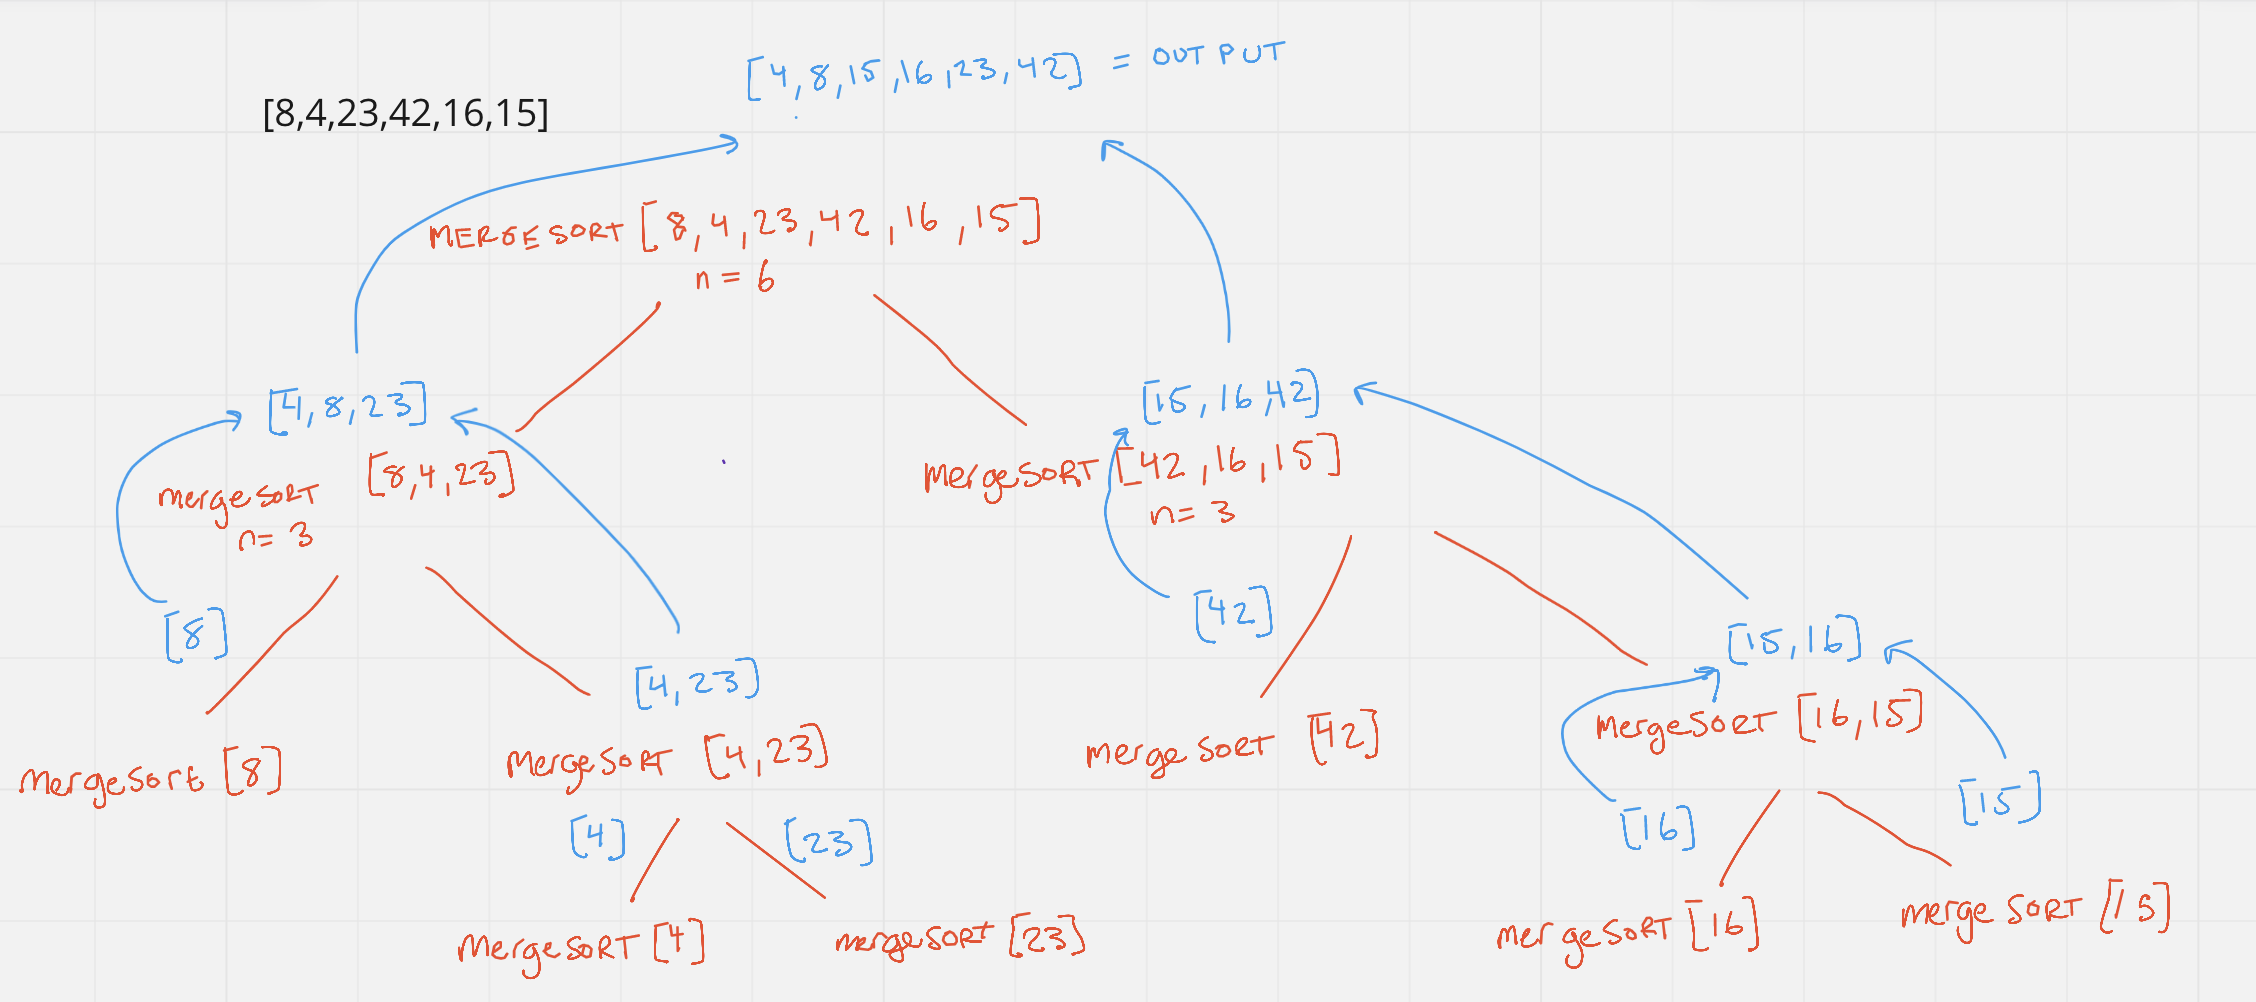 [4,8,15,16,23,42] = OUTPUT
[8,4,23,42,16,15]
MERGESORT [8,4,23,42,16,15]
n = 6
[4,8,23]
[15,16,42]
mergeSORT [8,4,23]
n= 3
mergeSORT [42,16,15]
n= 3
[8]
[42]
[4,23]
[15,16]
mergeSort [8]
mergeSORT [4,23]
merge SORT [42]
mergeSORT [16,15]
[4]
[23]
[16]
[15]
mergeSORT [4]
mergeSORT [23]
mergeSORT [16]
merge SORT [15]